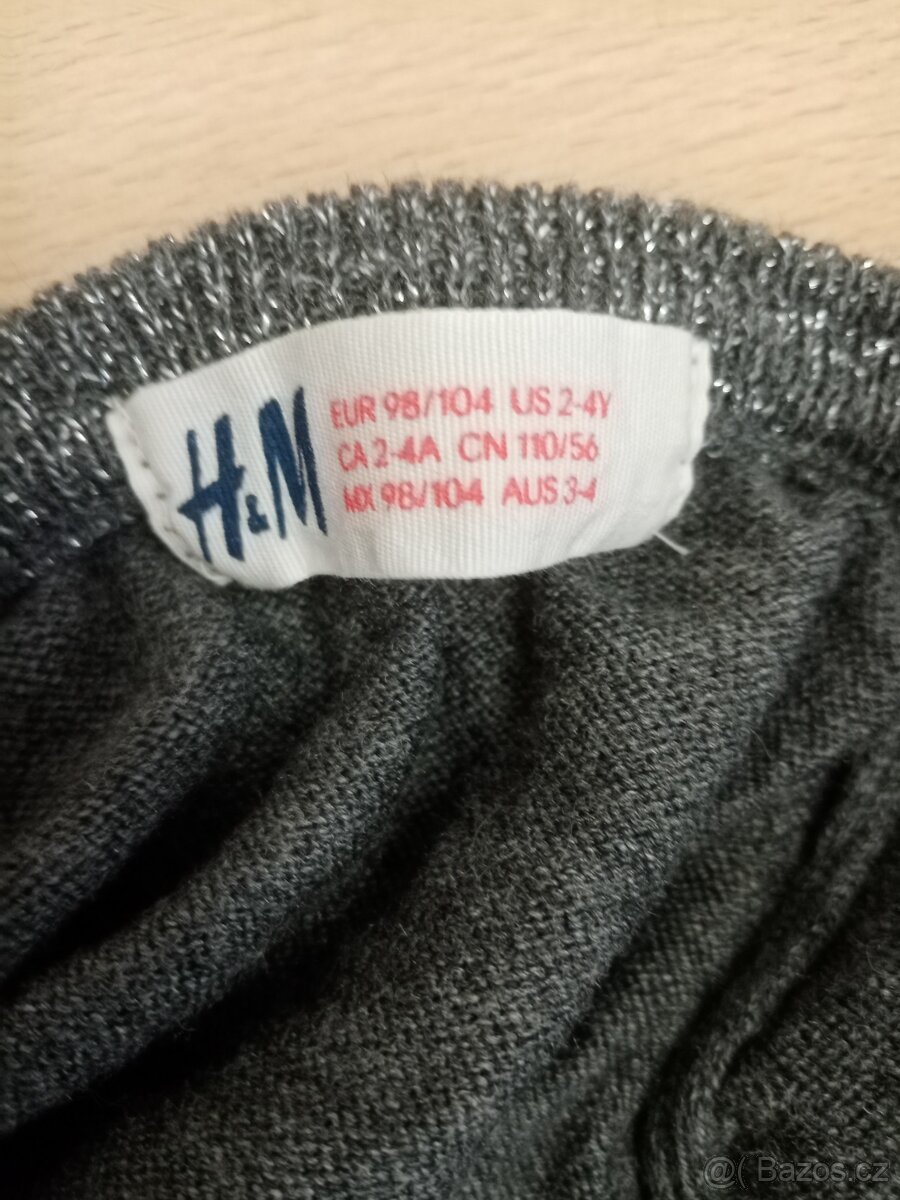 H&M
EUR 98/104 US 2-4Y
CA 2-4A CN 110/56
MX 98/104 AUS 3-4
@( Bazos.cz